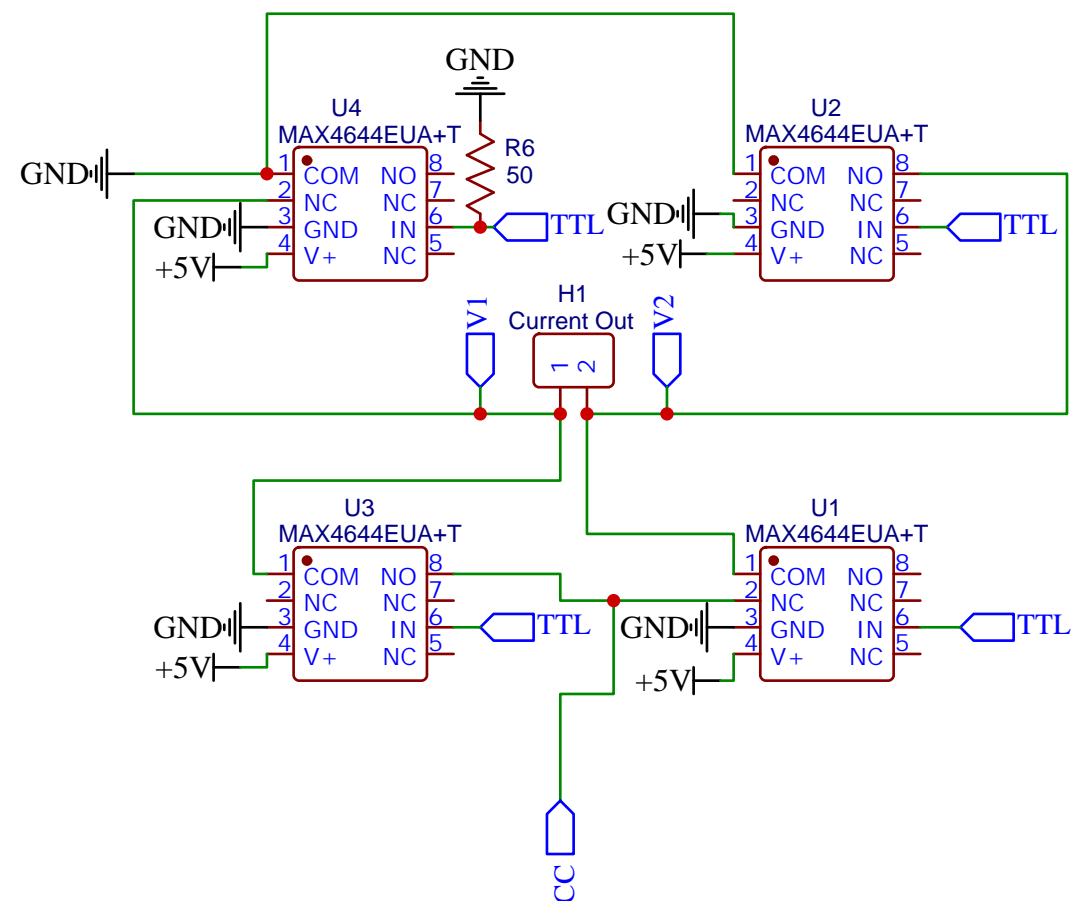 GND
U4
MAX4644EUA+T
R6
50
U2
MAX4644EUA+T
GND
1 COM NO 8
2 NC NC 7
GND 3 GND IN 6 TTL
+5V 4 V+ NC 5
1 COM NO 8
2 NC NC 7
GND 3 GND IN 6 TTL
+5V 4 V+ NC 5
V1
H1
Current Out
1 2
V2
U3
MAX4644EUA+T
1 COM NO 8
2 NC NC 7
GND 3 GND IN 6 TTL
+5V 4 V+ NC 5
U1
MAX4644EUA+T
1 COM NO 8
2 NC NC 7
GND 3 GND IN 6 TTL
+5V 4 V+ NC 5
CC